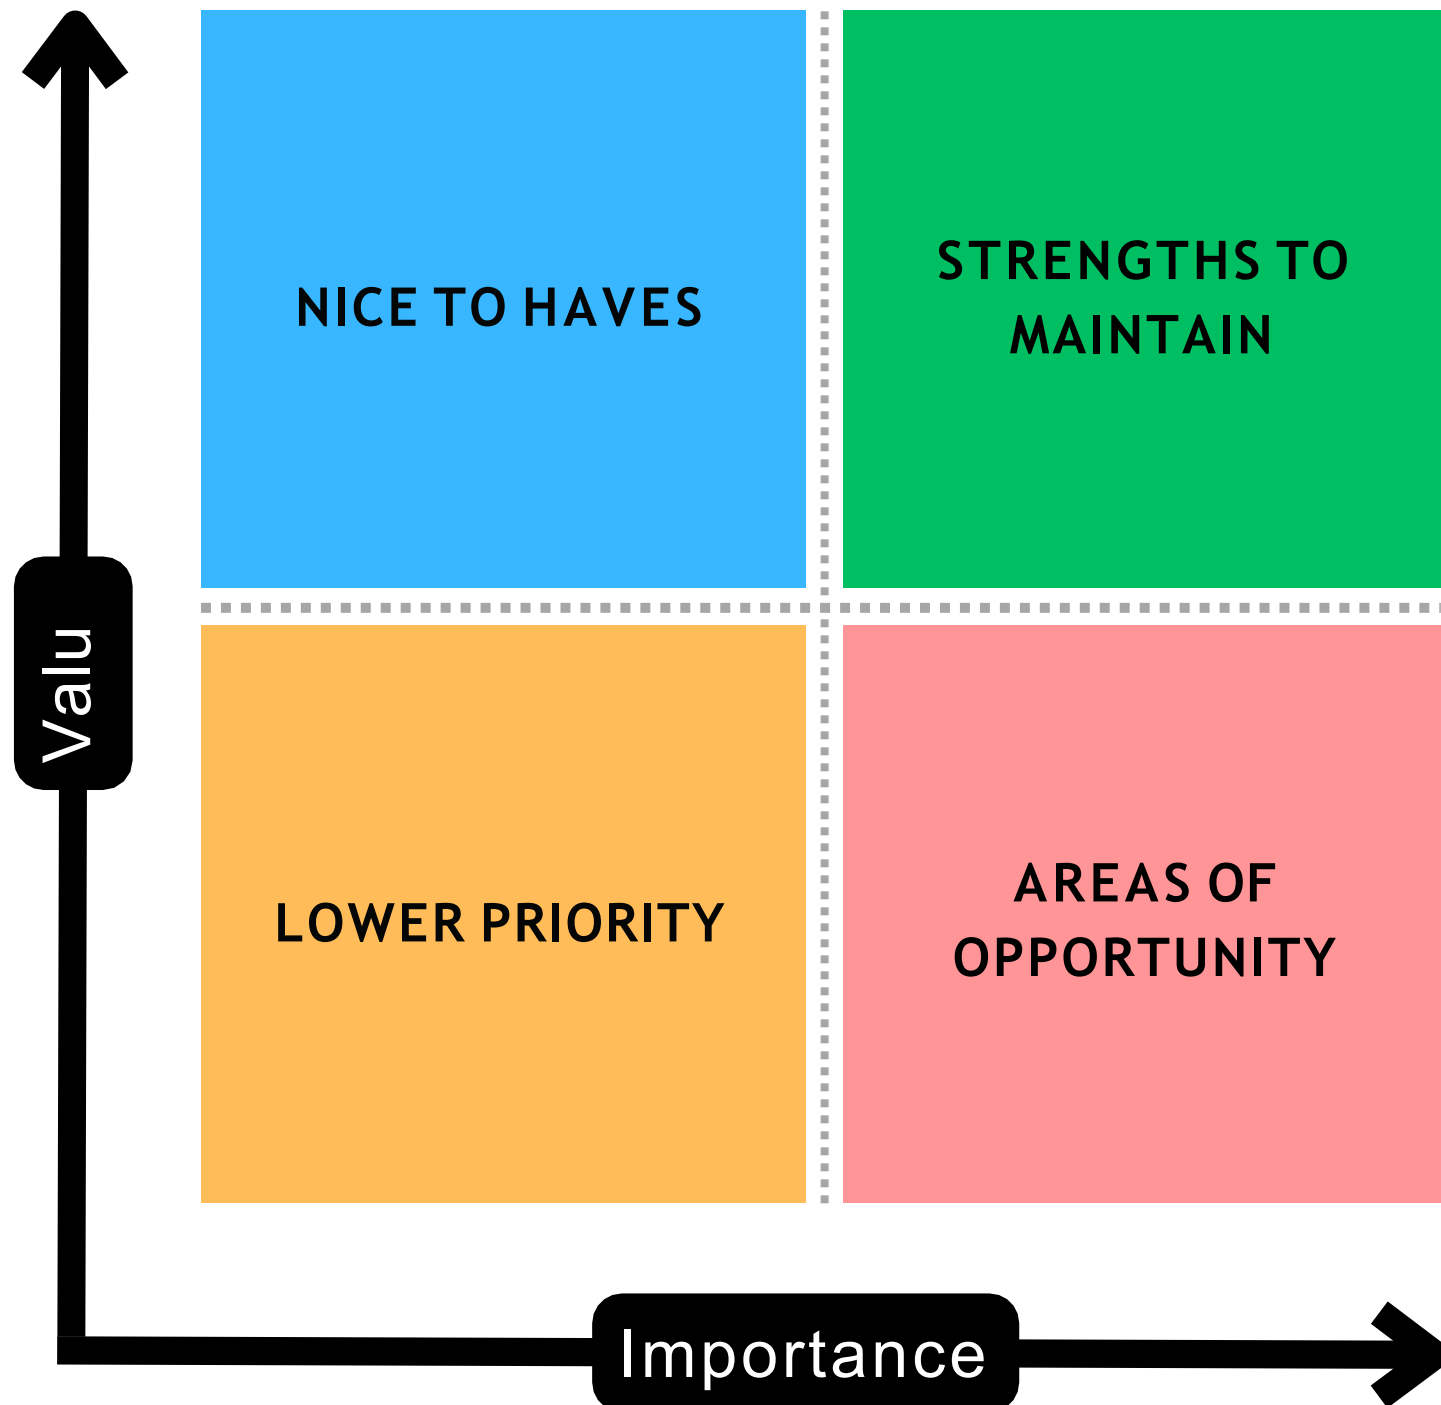 NICE TO HAVES
STRENGTHS TO
MAINTAIN
Valu
LOWER PRIORITY
AREAS OF
OPPORTUNITY
Importance